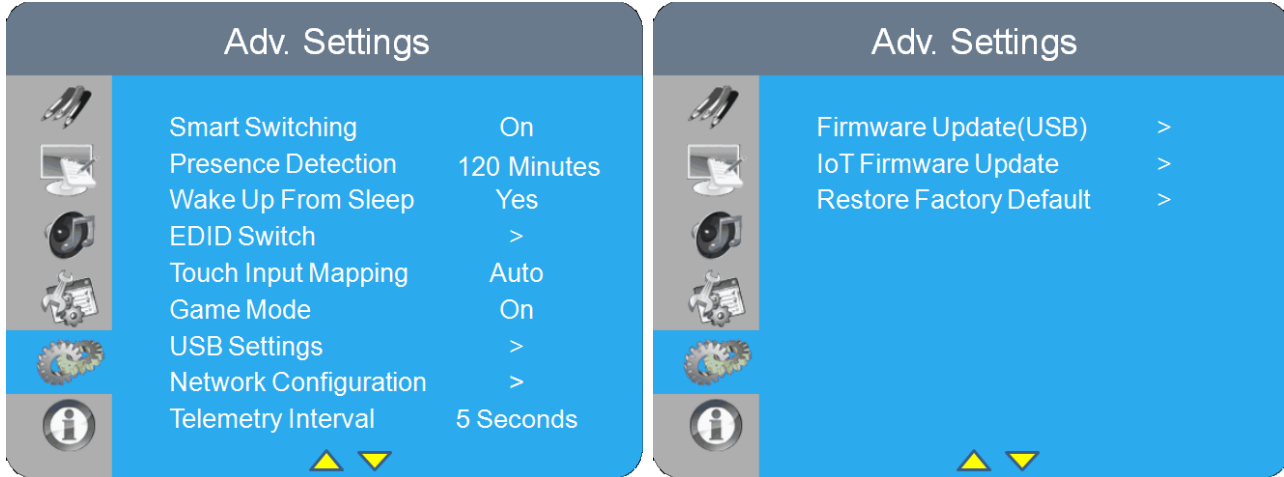 Adv. Settings
Smart Switching On
Presence Detection 120 Minutes
Wake Up From Sleep Yes
EDID Switch >
Touch Input Mapping Auto
Game Mode On
USB Settings >
Network Configuration >
Telemetry Interval 5 Seconds
Adv. Settings
Firmware Update(USB) >
IoT Firmware Update >
Restore Factory Default >